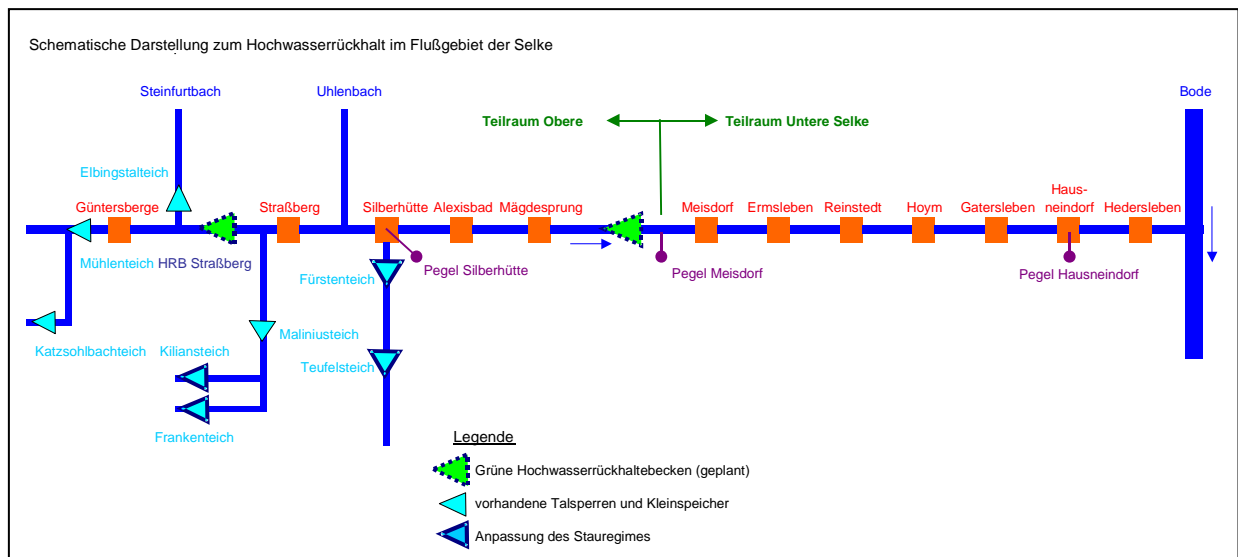 Schematische Darstellung zum Hochwasserrückhalt im Flußgebiet der Selke
Steinfurtbach
Uhlenbach
Bode
Teilraum Obere
Teilraum Untere Selke
Elbingstalteich
Güntersberge
Straßberg
Silberhütte
Alexisbad
Mägdesprung
Meisdorf
Ermsleben
Reinstedt
Hoym
Gatersleben
Haus-
neindorf
Hedersleben
Mühlenteich
HRB Straßberg
Fürstenteich
Pegel Silberhütte
Pegel Meisdorf
Pegel Hausneindorf
Katzsohlbachteich
Kiliansteich
Maliniusteich
Teufelsteich
Frankenteich
Legende
Grüne Hochwasserrückhaltebecken (geplant)
vorhandene Talsperren und Kleinspeicher
Anpassung des Stauregimes